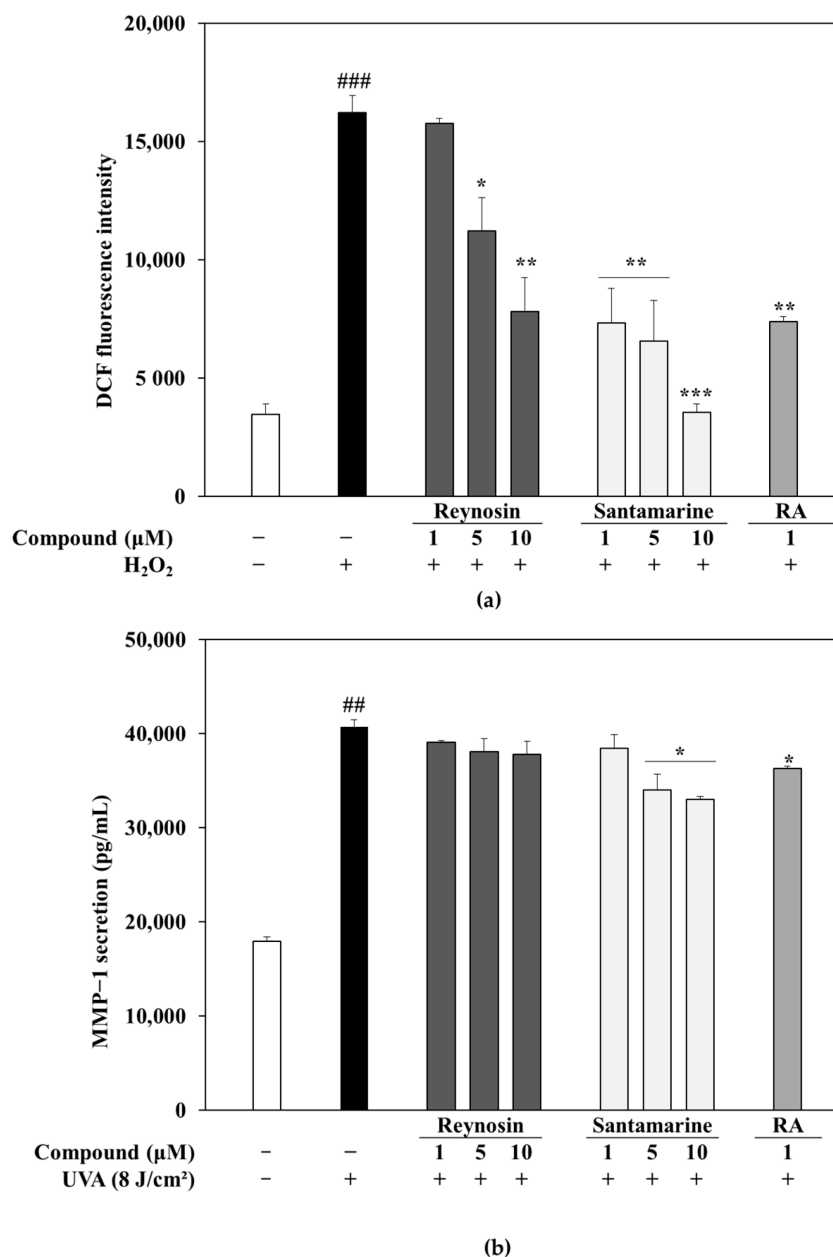 20,000
###
15,000
*
**
10,000
**
**
5 000
***
0
DCF fluorescence intensity
Reynosin Santamarine RA
Compound (µM) − − 1 5 10 1 5 10 1
H₂O₂ − + + + + + + + +
(a)
50,000
##
40,000
*
*
30,000
20,000
10,000
0
MMP−1 secretion (pg/mL)
Reynosin Santamarine RA
Compound (µM) − − 1 5 10 1 5 10 1
UVA (8 J/cm²) − + + + + + + + +
(b)